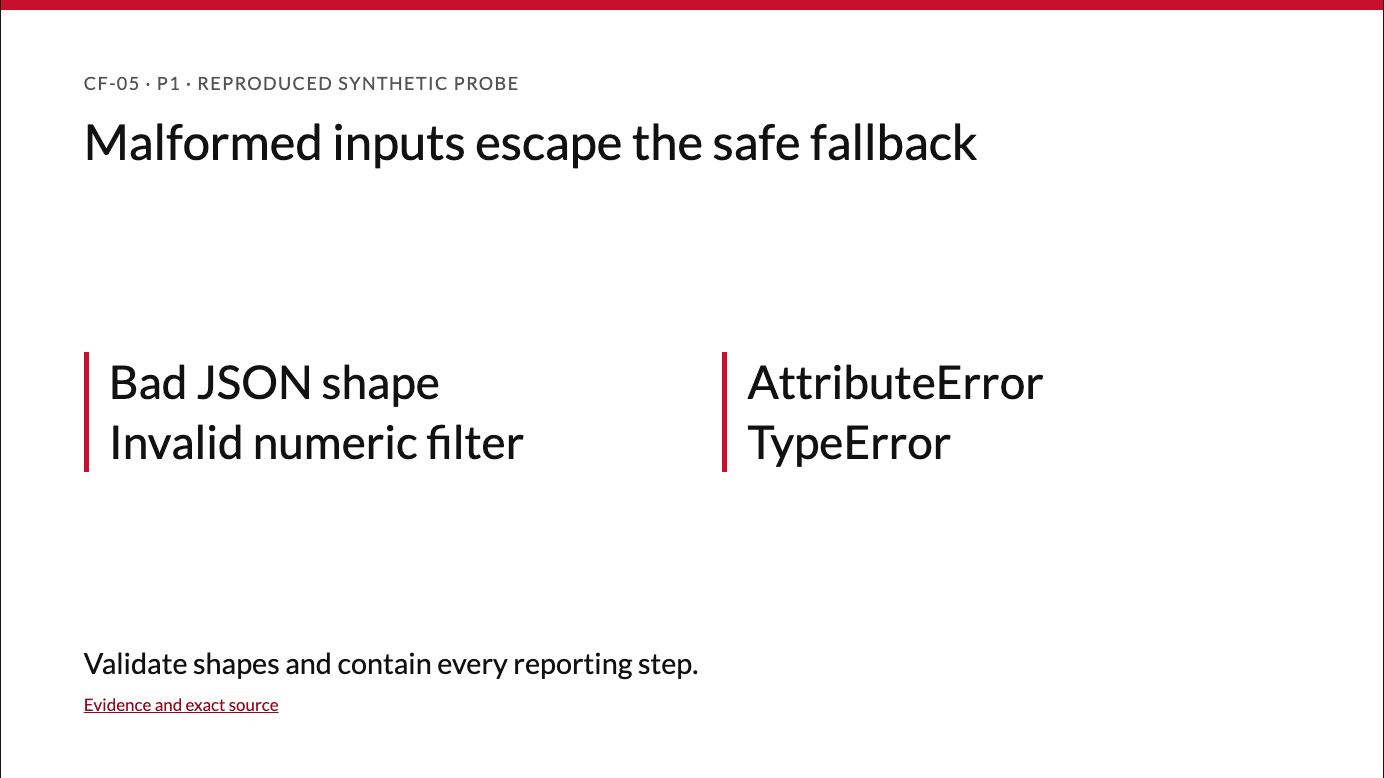 CF-05 · P1 · REPRODUCED SYNTHETIC PROBE
Malformed inputs escape the safe fallback
Bad JSON shape
Invalid numeric filter
AttributeError
TypeError
Validate shapes and contain every reporting step.
Evidence and exact source